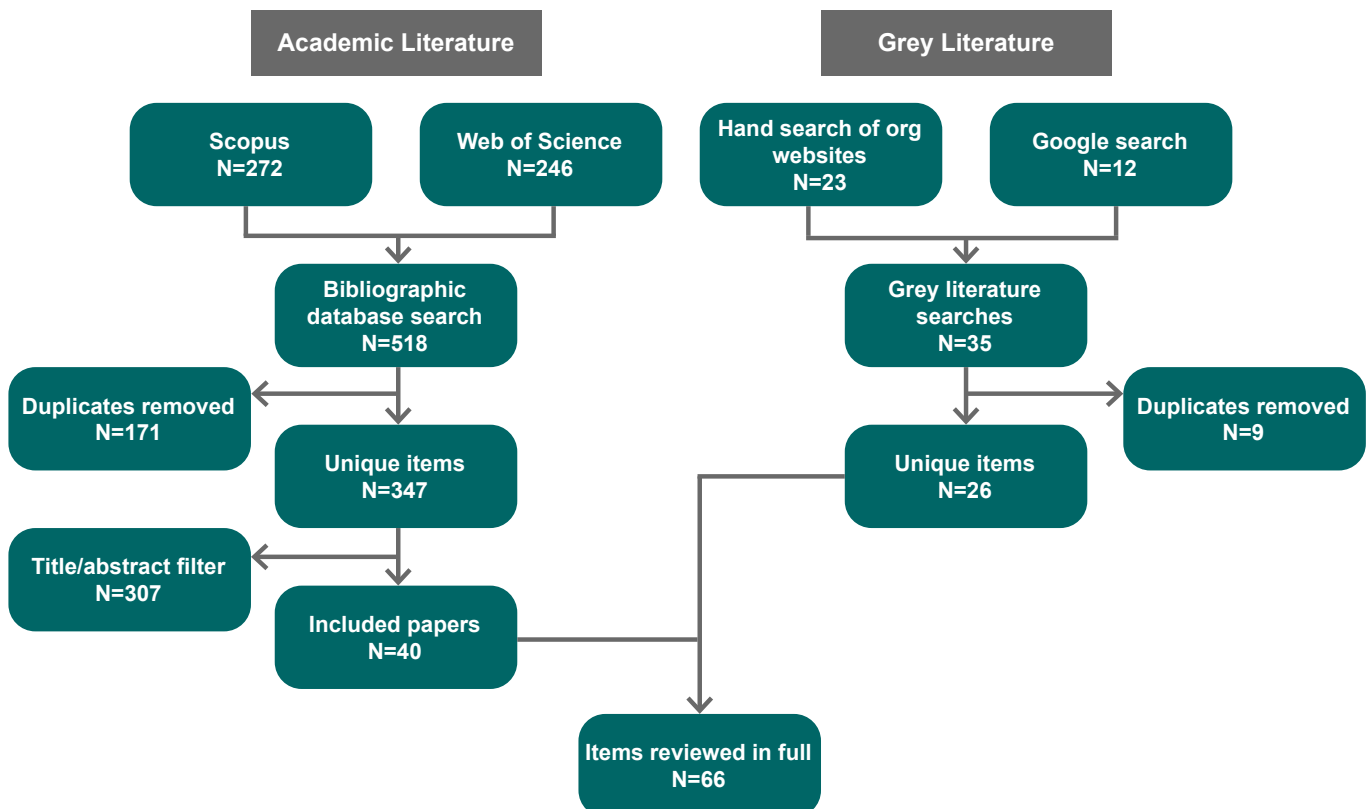 Academic Literature
Grey Literature
Scopus
N=272
Web of Science
N=246
Hand search of org
websites
N=23
Google search
N=12
Bibliographic
database search
N=518
Grey literature
searches
N=35
Duplicates removed
N=171
Duplicates removed
N=9
Unique items
N=347
Unique items
N=26
Title/abstract filter
N=307
Included papers
N=40
Items reviewed in full
N=66